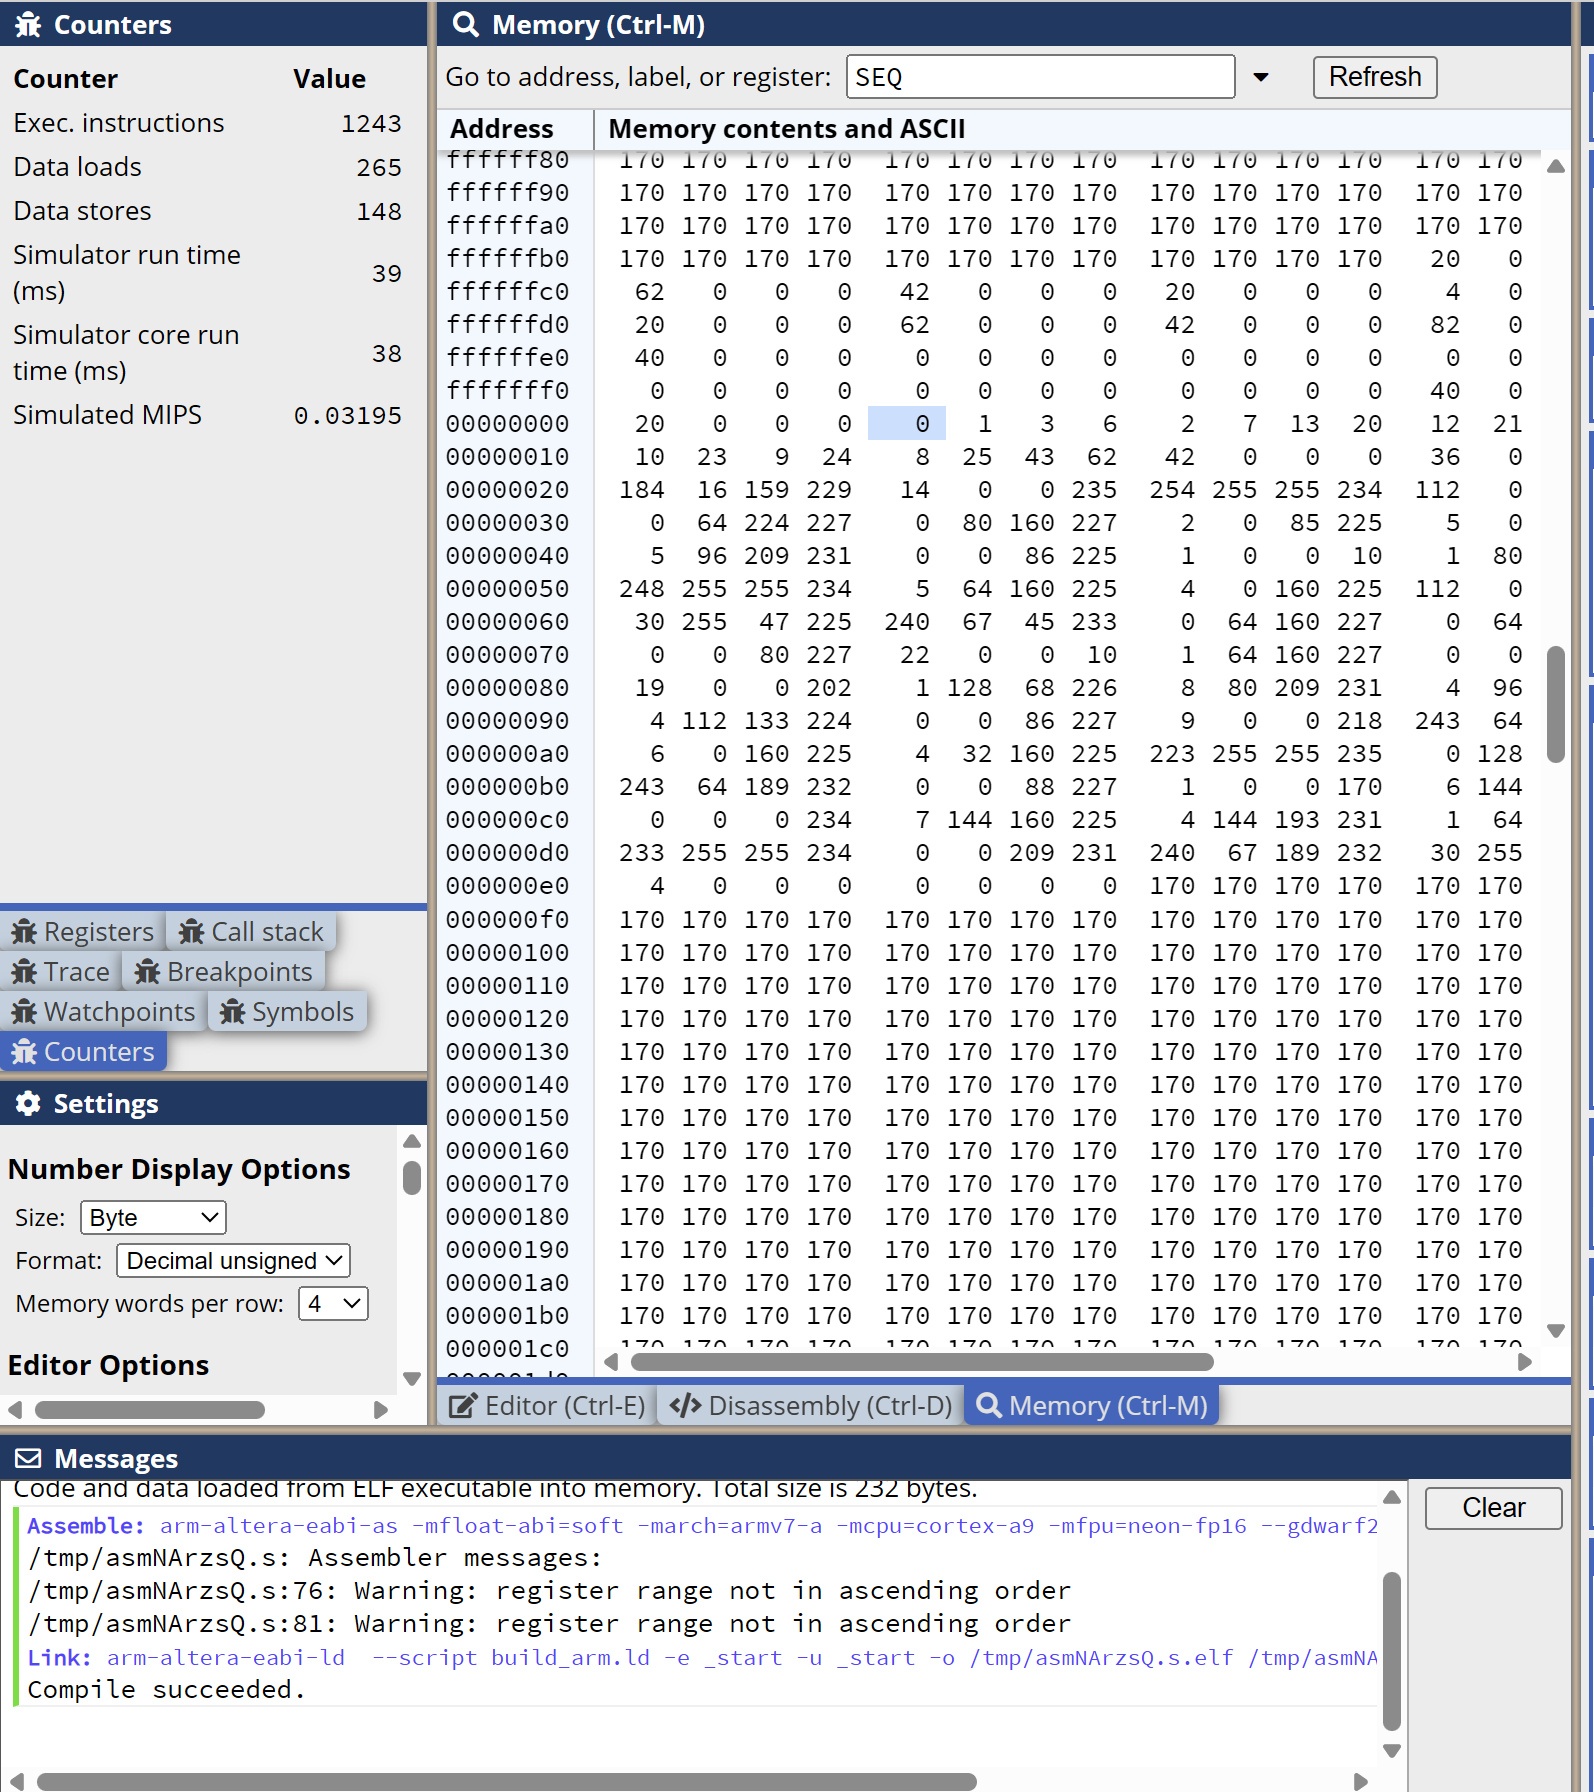 Counters
Counter Value
Exec. instructions 1243
Data loads 265
Data stores 148
Simulator run time (ms) 39
Simulator core run time (ms) 38
Simulated MIPS 0.03195
Registers Call stack
Trace Breakpoints
Watchpoints Symbols
Counters
Settings
Number Display Options
Size: Byte
Format: Decimal unsigned
Memory words per row: 4
Editor Options
Memory (Ctrl-M)
Go to address, label, or register: SEQ Refresh
Address Memory contents and ASCII
ffffff80 170 170 170 170 170 170 170 170 170 170 170 170 170 170
ffffff90 170 170 170 170 170 170 170 170 170 170 170 170 170 170
ffffffa0 170 170 170 170 170 170 170 170 170 170 170 170 170 170
ffffffb0 170 170 170 170 170 170 170 170 170 170 170 170 20 0
ffffffc0 62 0 0 0 42 0 0 0 20 0 0 0 4 0
ffffffd0 20 0 0 0 62 0 0 0 42 0 0 0 82 0
ffffffe0 40 0 0 0 0 0 0 0 0 0 0 0 0 0
fffffff0 0 0 0 0 0 0 0 0 0 0 0 0 40 0
00000000 20 0 0 0 0 1 3 6 2 7 13 20 12 21
00000010 10 23 9 24 8 25 43 62 42 0 0 0 36 0
00000020 184 16 159 229 14 0 0 235 254 255 255 234 112 0
00000030 0 64 224 227 0 80 160 227 2 0 85 225 5 0
00000040 5 96 209 231 0 0 86 225 1 0 0 10 1 80
00000050 248 255 255 234 5 64 160 225 4 0 160 225 112 0
00000060 30 255 47 225 240 67 45 233 0 64 160 227 0 64
00000070 0 0 80 227 22 0 0 10 1 64 160 227 0 0
00000080 19 0 0 202 1 128 68 226 8 80 209 231 4 96
00000090 4 112 133 224 0 0 86 227 9 0 0 218 243 64
000000a0 6 0 160 225 4 32 160 225 223 255 255 235 0 128
000000b0 243 64 189 232 0 0 88 227 1 0 0 170 6 144
000000c0 0 0 0 234 7 144 160 225 4 144 193 231 1 64
000000d0 233 255 255 234 0 0 209 231 240 67 189 232 30 255
000000e0 4 0 0 0 0 0 0 0 170 170 170 170 170 170
000000f0 170 170 170 170 170 170 170 170 170 170 170 170 170 170
00000100 170 170 170 170 170 170 170 170 170 170 170 170 170 170
00000110 170 170 170 170 170 170 170 170 170 170 170 170 170 170
00000120 170 170 170 170 170 170 170 170 170 170 170 170 170 170
00000130 170 170 170 170 170 170 170 170 170 170 170 170 170 170
00000140 170 170 170 170 170 170 170 170 170 170 170 170 170 170
00000150 170 170 170 170 170 170 170 170 170 170 170 170 170 170
00000160 170 170 170 170 170 170 170 170 170 170 170 170 170 170
00000170 170 170 170 170 170 170 170 170 170 170 170 170 170 170
00000180 170 170 170 170 170 170 170 170 170 170 170 170 170 170
00000190 170 170 170 170 170 170 170 170 170 170 170 170 170 170
000001a0 170 170 170 170 170 170 170 170 170 170 170 170 170 170
000001b0 170 170 170 170 170 170 170 170 170 170 170 170 170 170
000001c0 170 170 170 170 170 170 170 170 170 170 170 170 170 170
Editor (Ctrl-E) Disassembly (Ctrl-D) Memory (Ctrl-M)
Messages
Code and data loaded from ELF executable into memory. Total size is 232 bytes.
Assemble: arm-altera-eabi-as -mfloat-abi=soft -march=armv7-a -mcpu=cortex-a9 -mfpu=neon-fp16 --gdwarf2
/tmp/asmNArzsQ.s: Assembler messages:
/tmp/asmNArzsQ.s:76: Warning: register range not in ascending order
/tmp/asmNArzsQ.s:81: Warning: register range not in ascending order
Link: arm-altera-eabi-ld --script build_arm.ld -e _start -u _start -o /tmp/asmNArzsQ.s.elf /tmp/asmNA
Compile succeeded.
Clear